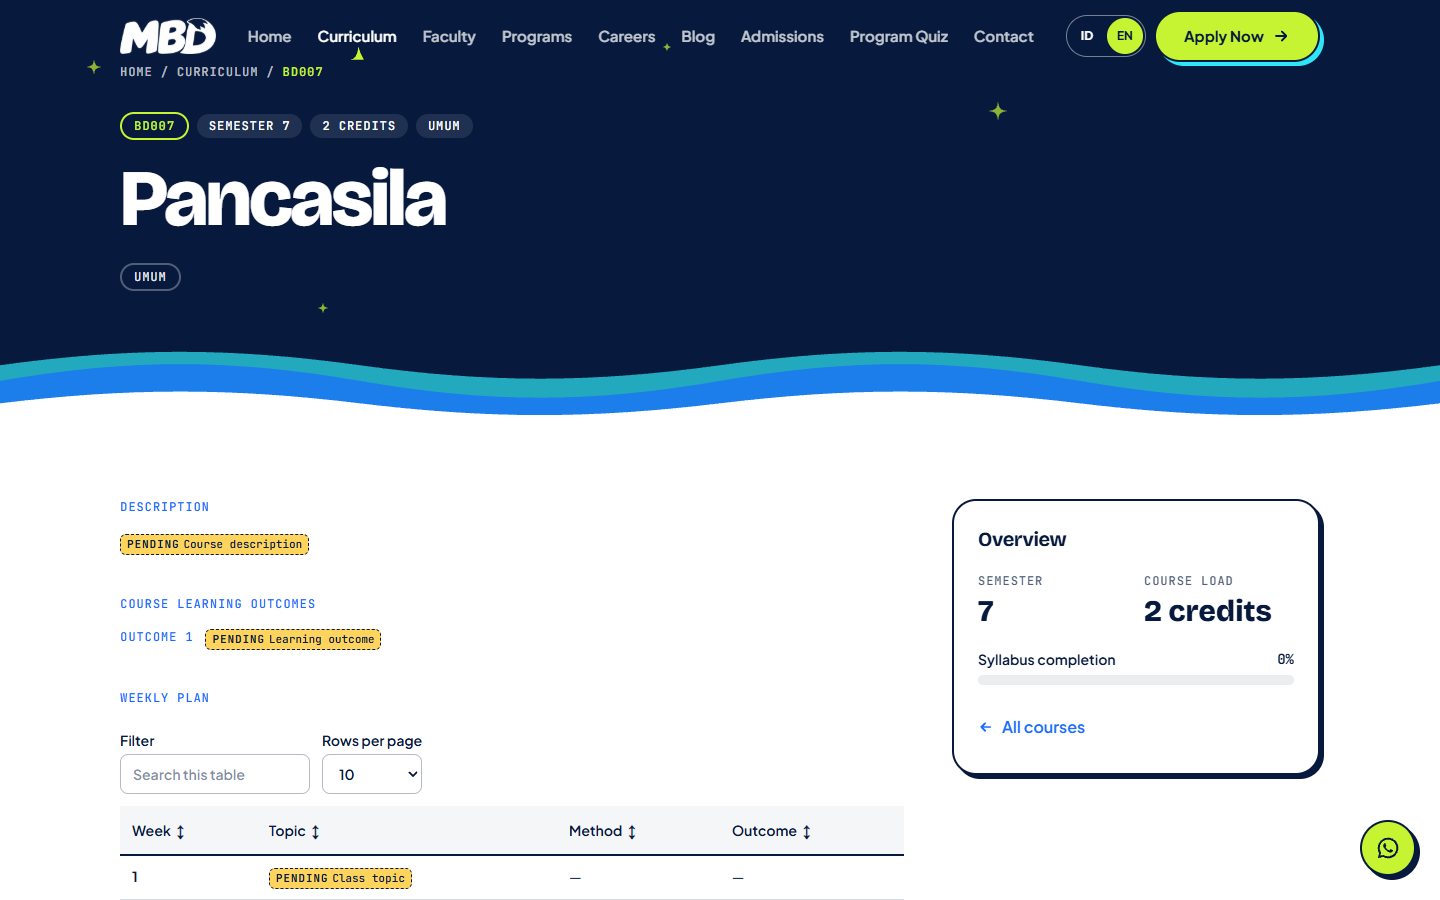 MBD Home Curriculum Faculty Programs Careers Blog Admissions Program Quiz Contact ID EN Apply Now →
HOME / CURRICULUM / BD007
BD007 SEMESTER 7 2 CREDITS UMUM
Pancasila
UMUM
DESCRIPTION
PENDING Course description
COURSE LEARNING OUTCOMES
OUTCOME 1 PENDING Learning outcome
WEEKLY PLAN
Filter Rows per page
Search this table 10
Week ↕ Topic ↕ Method ↕ Outcome ↕
1 PENDING Class topic — —
Overview
SEMESTER COURSE LOAD
7 2 credits
Syllabus completion 0%
← All courses